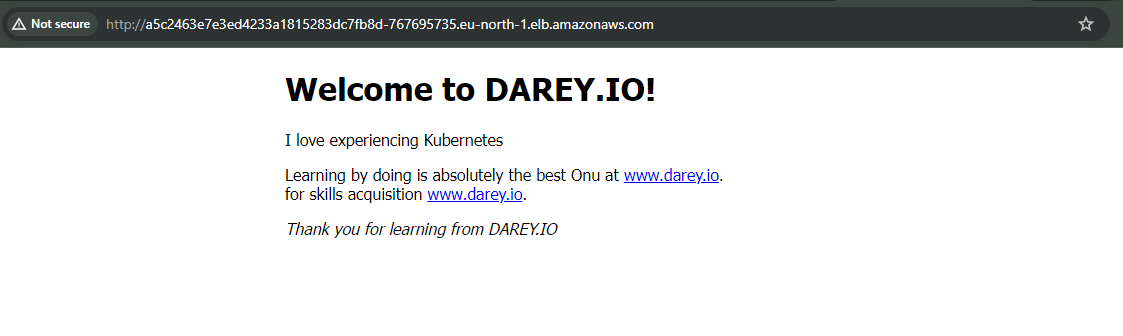 Not secure http://a5c2463e7e3ed4233a1815283dc7fb8d-767695735.eu-north-1.elb.amazonaws.com
Welcome to DAREY.IO!
I love experiencing Kubernetes
Learning by doing is absolutely the best Onu at www.darey.io.
for skills acquisition www.darey.io.
Thank you for learning from DAREY.IO